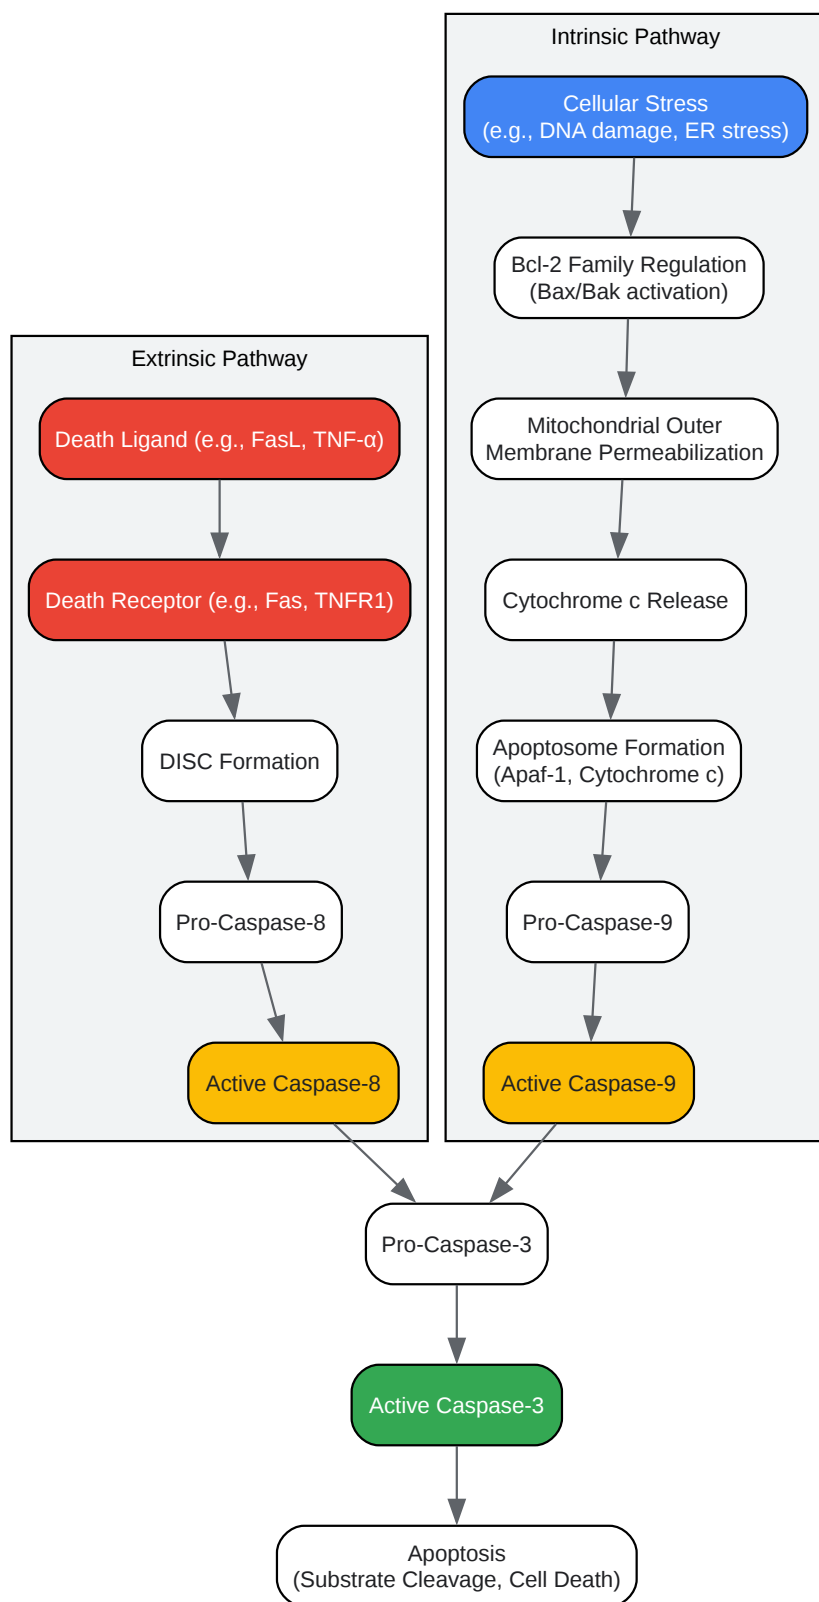 Intrinsic Pathway
Cellular Stress
(e.g., DNA damage, ER stress)
Bcl-2 Family Regulation
(Bax/Bak activation)
Mitochondrial Outer
Membrane Permeabilization
Cytochrome c Release
Apoptosome Formation
(Apaf-1, Cytochrome c)
Pro-Caspase-9
Active Caspase-9
Extrinsic Pathway
Death Ligand (e.g., FasL, TNF-α)
Death Receptor (e.g., Fas, TNFR1)
DISC Formation
Pro-Caspase-8
Active Caspase-8
Pro-Caspase-3
Active Caspase-3
Apoptosis
(Substrate Cleavage, Cell Death)